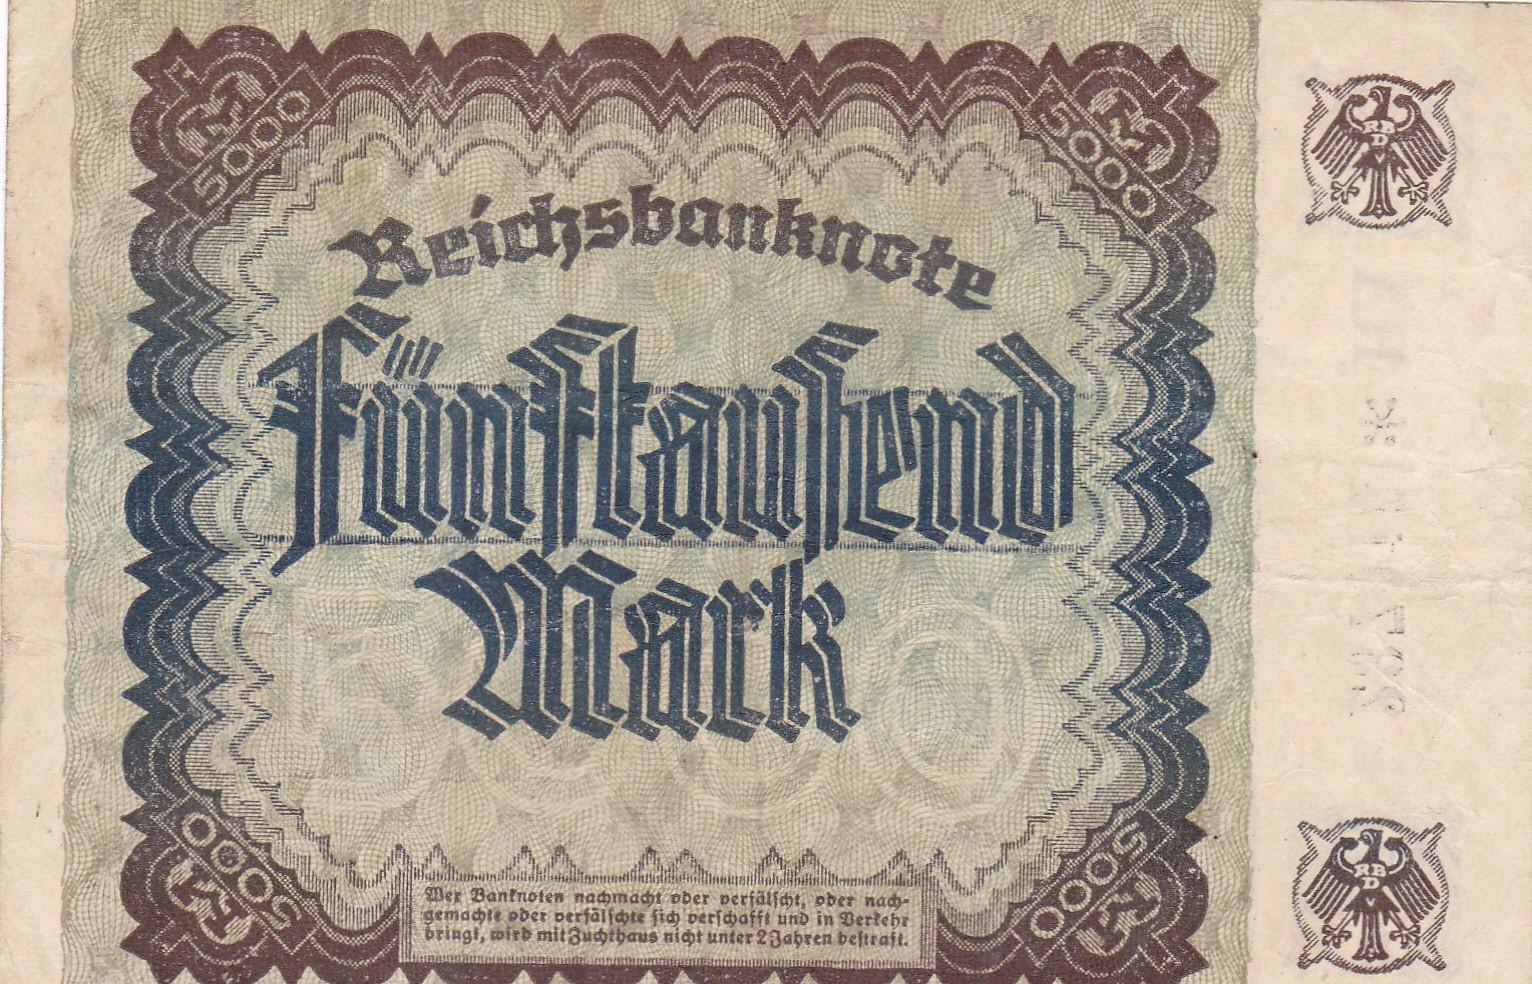 5000
5000
Reichsbanknote
Fünftausend
Mark
5000
5000
Wer Banknoten nachmacht oder verfälscht, oder nach-
gemachte oder verfälschte sich verschafft und in Verkehr
bringt, wird mit Zuchthaus nicht unter 2 Jahren bestraft.
RBD
RBD